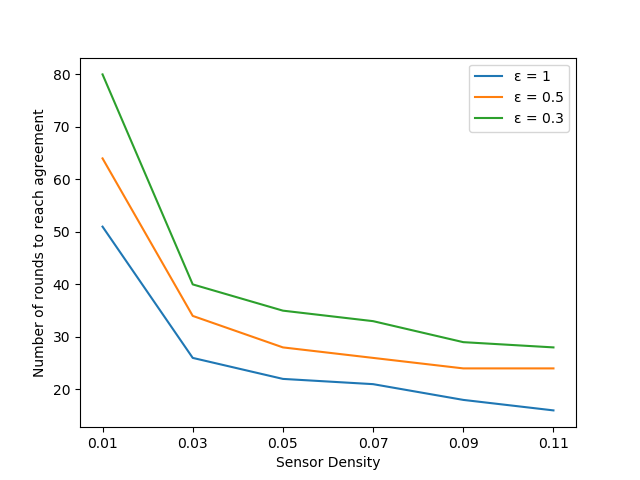 ε = 1
ε = 0.5
ε = 0.3
Number of rounds to reach agreement
80
70
60
50
40
30
20
0.01 0.03 0.05 0.07 0.09 0.11
Sensor Density